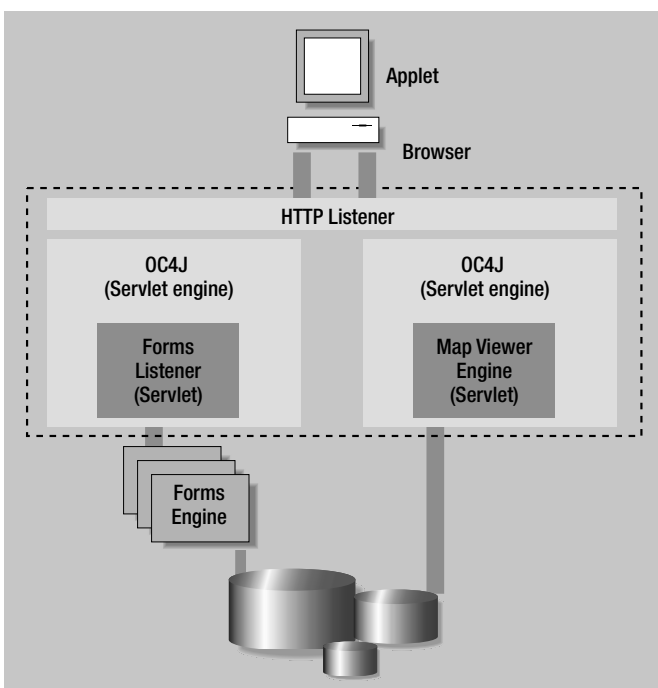 Applet
Browser
HTTP Listener
OC4J
(Servlet engine)
Forms
Listener
(Servlet)
OC4J
(Servlet engine)
Map Viewer
Engine
(Servlet)
Forms
Engine